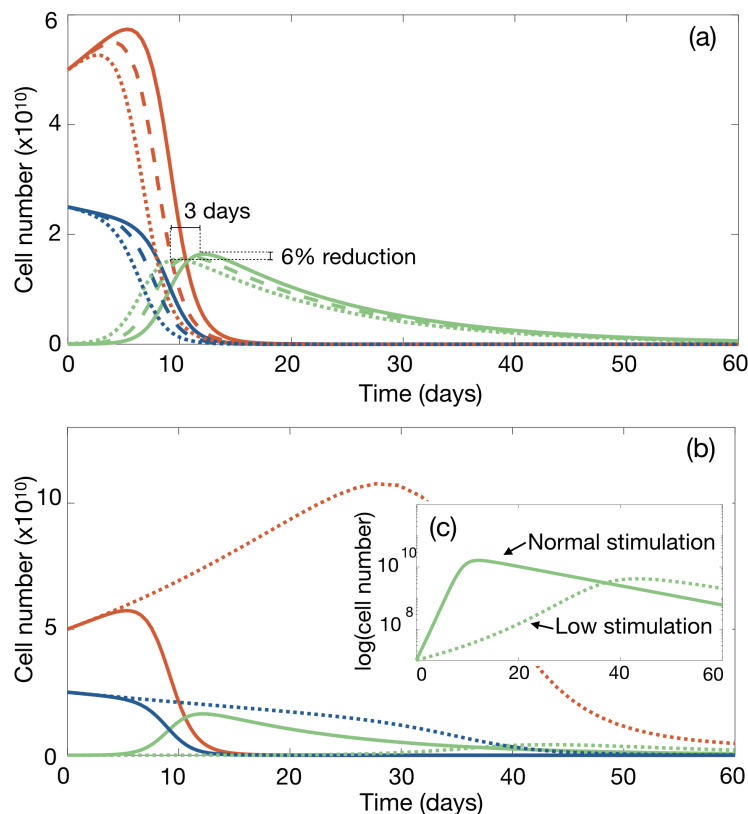 6
(a)
Cell number (x10¹⁰)
4
3 days
2
6% reduction
0
0 10 20 30 40 50 60
Time (days)
(b)
Cell number (x10¹⁰)
10
(c)
log(cell number)
10¹⁰
Normal stimulation
5
10⁸
Low stimulation
0 20 40 60
0
0 10 20 30 40 50 60
Time (days)